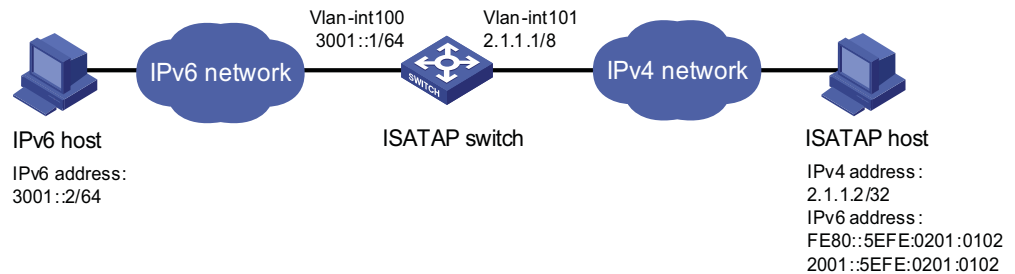 Vlan-int100
3001::1/64
Vlan-int101
2.1.1.1/8
IPv6 network
SWITCH
IPv4 network
IPv6 host
IPv6 address:
3001::2/64
ISATAP switch
ISATAP host
IPv4 address:
2.1.1.2/32
IPv6 address:
FE80::5EFE:0201:0102
2001::5EFE:0201:0102